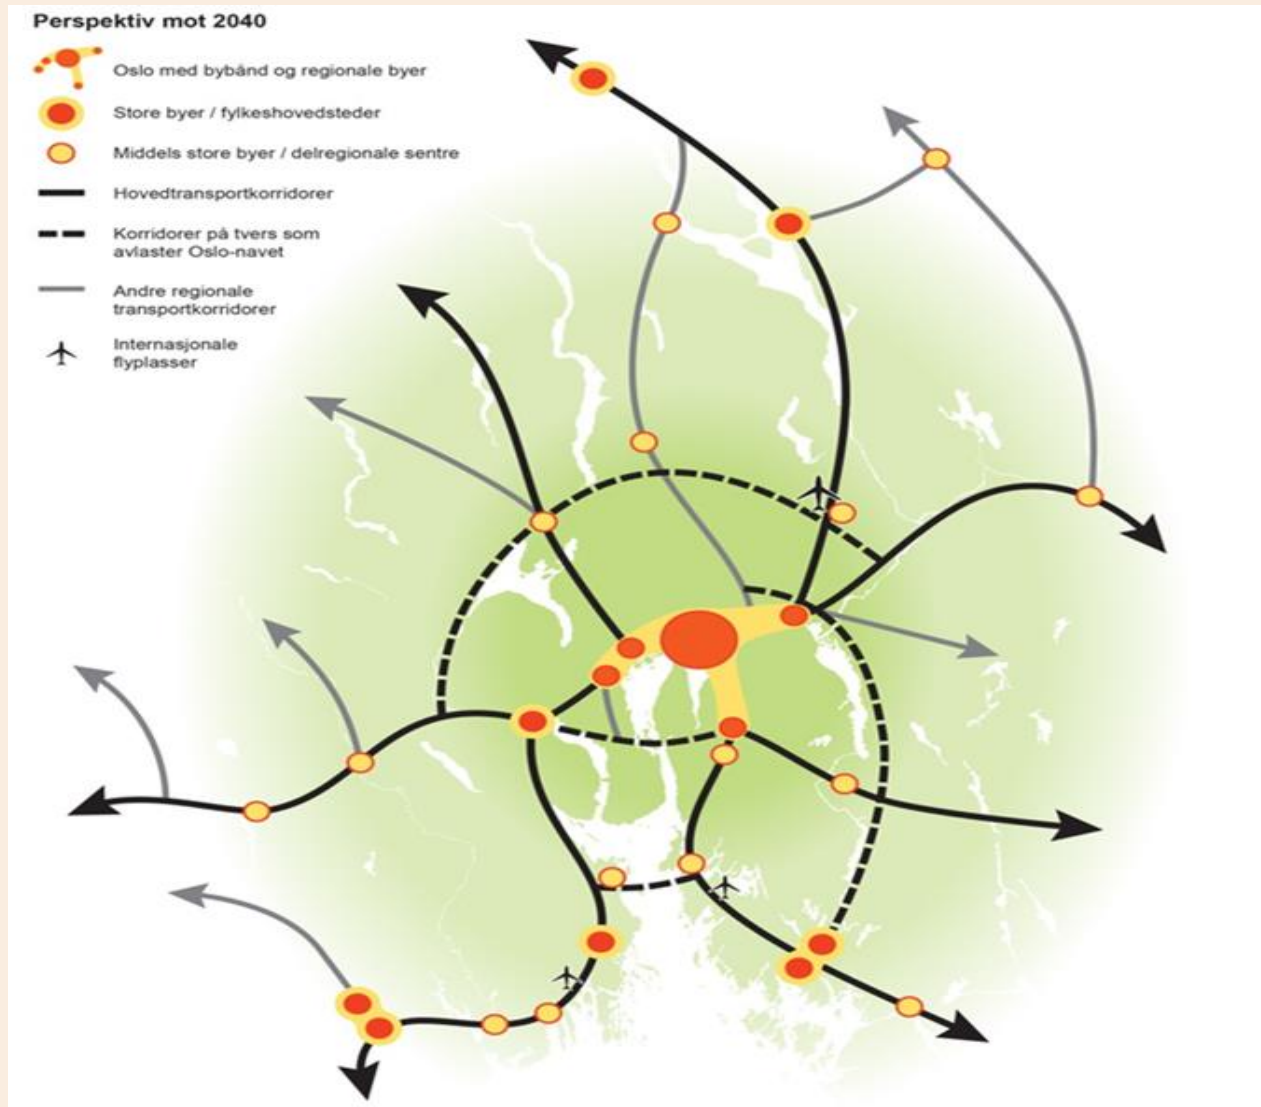 Perspektiv mot 2040
Oslo med bybånd og regionale byer
Store byer / fylkeshovedsteder
Middels store byer / delregionale sentre
Hovedtransportkorridorer
Korridorer på tvers som
avlaster Oslo-navet
Andre regionale
transportkorridorer
Internasjonale
flyplasser